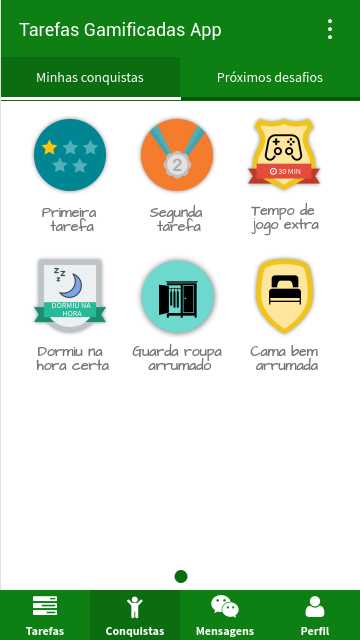 Tarefas Gamificadas App
Minhas conquistas
Próximos desafios
2
30 MIN
Primeira
tarefa
Segunda
tarefa
Tempo de
jogo extra
zzz
DORMIU NA
HORA
Dormiu na
hora certa
Guarda roupa
arrumado
Cama bem
arrumada
Tarefas
Conquistas
Mensagens
Perfil